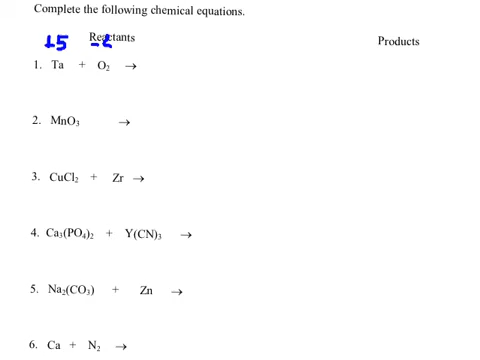 Complete the following chemical equations.
Reactants Products
+5 -2
1. Ta + O₂ →
2. MnO₃ →
3. CuCl₂ + Zr →
4. Ca₃(PO₄)₂ + Y(CN)₃ →
5. Na₂(CO₃) + Zn →
6. Ca + N₂ →